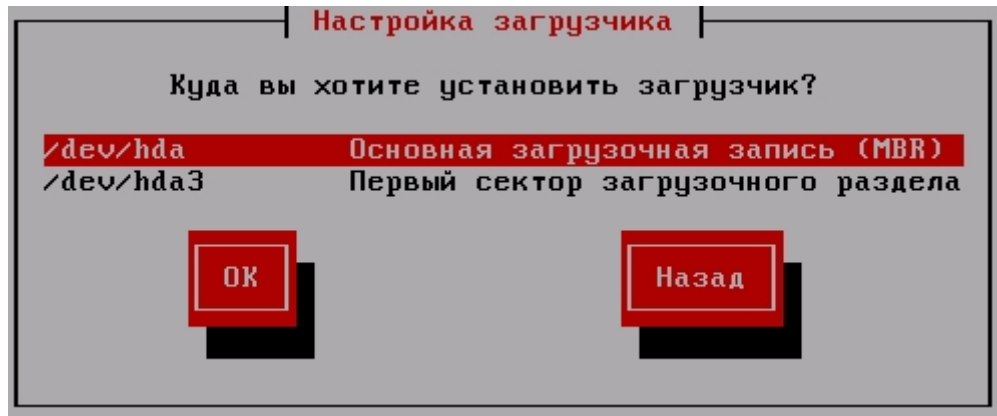 Настройка загрузчика
Куда вы хотите установить загрузчик?
/dev/hda Основная загрузочная запись (MBR)
/dev/hda3 Первый сектор загрузочного раздела
OK Назад